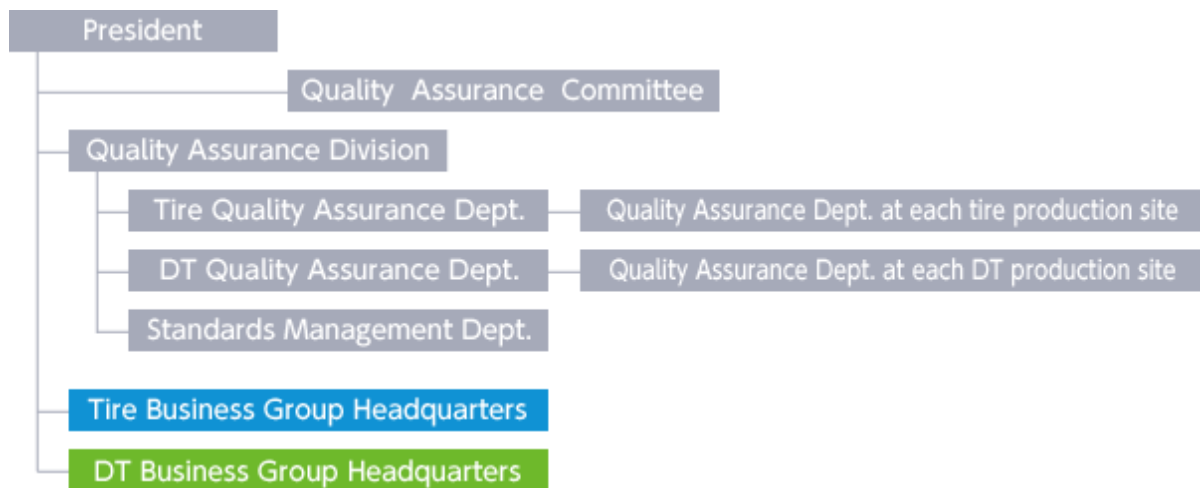 President
Quality Assurance Committee
Quality Assurance Division
Tire Quality Assurance Dept.
Quality Assurance Dept. at each tire production site
DT Quality Assurance Dept.
Quality Assurance Dept. at each DT production site
Standards Management Dept.
Tire Business Group Headquarters
DT Business Group Headquarters